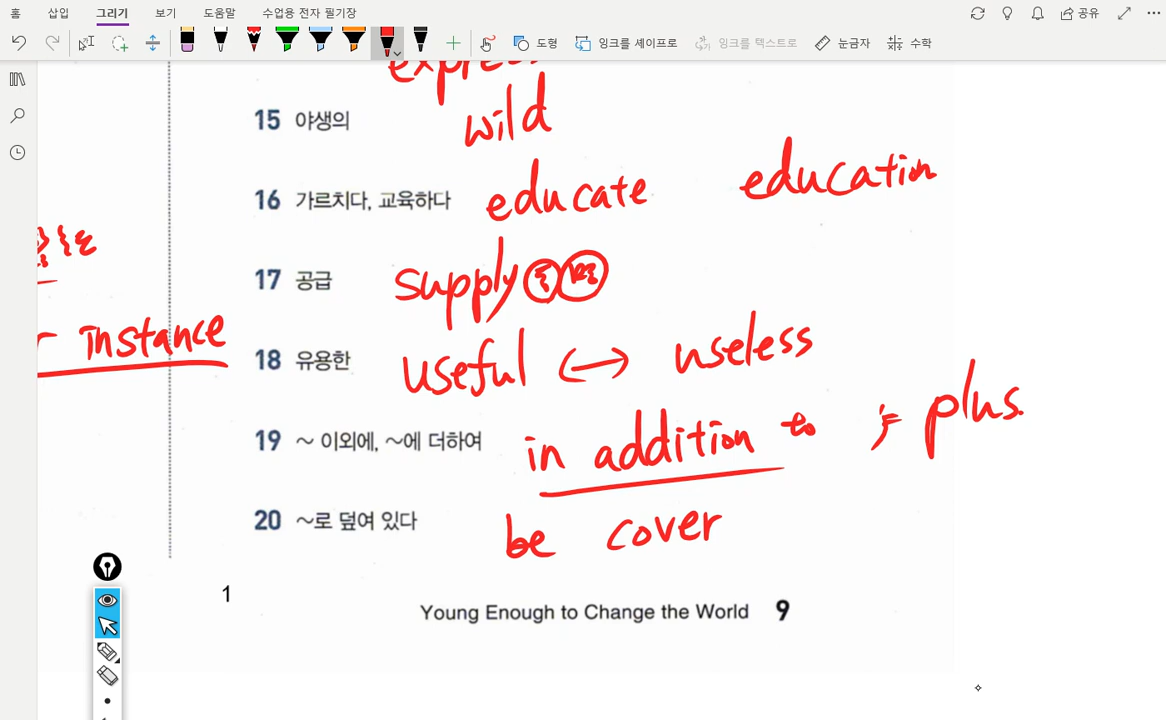 홈 삽입 그리기 보기 도움말 수업용 전자 필기장 공유
도형 잉크를 셰이프로 잉크를 텍스트로 눈금자 수학
express
15 야생의 wild
16 가르치다, 교육하다 educate education
17 공급 supply
instance
18 유용한 useful ↔ useless
19 ~ 이외에, ~에 더하여 in addition to plus.
20 ~로 덮여 있다 be cover
1
Young Enough to Change the World 9